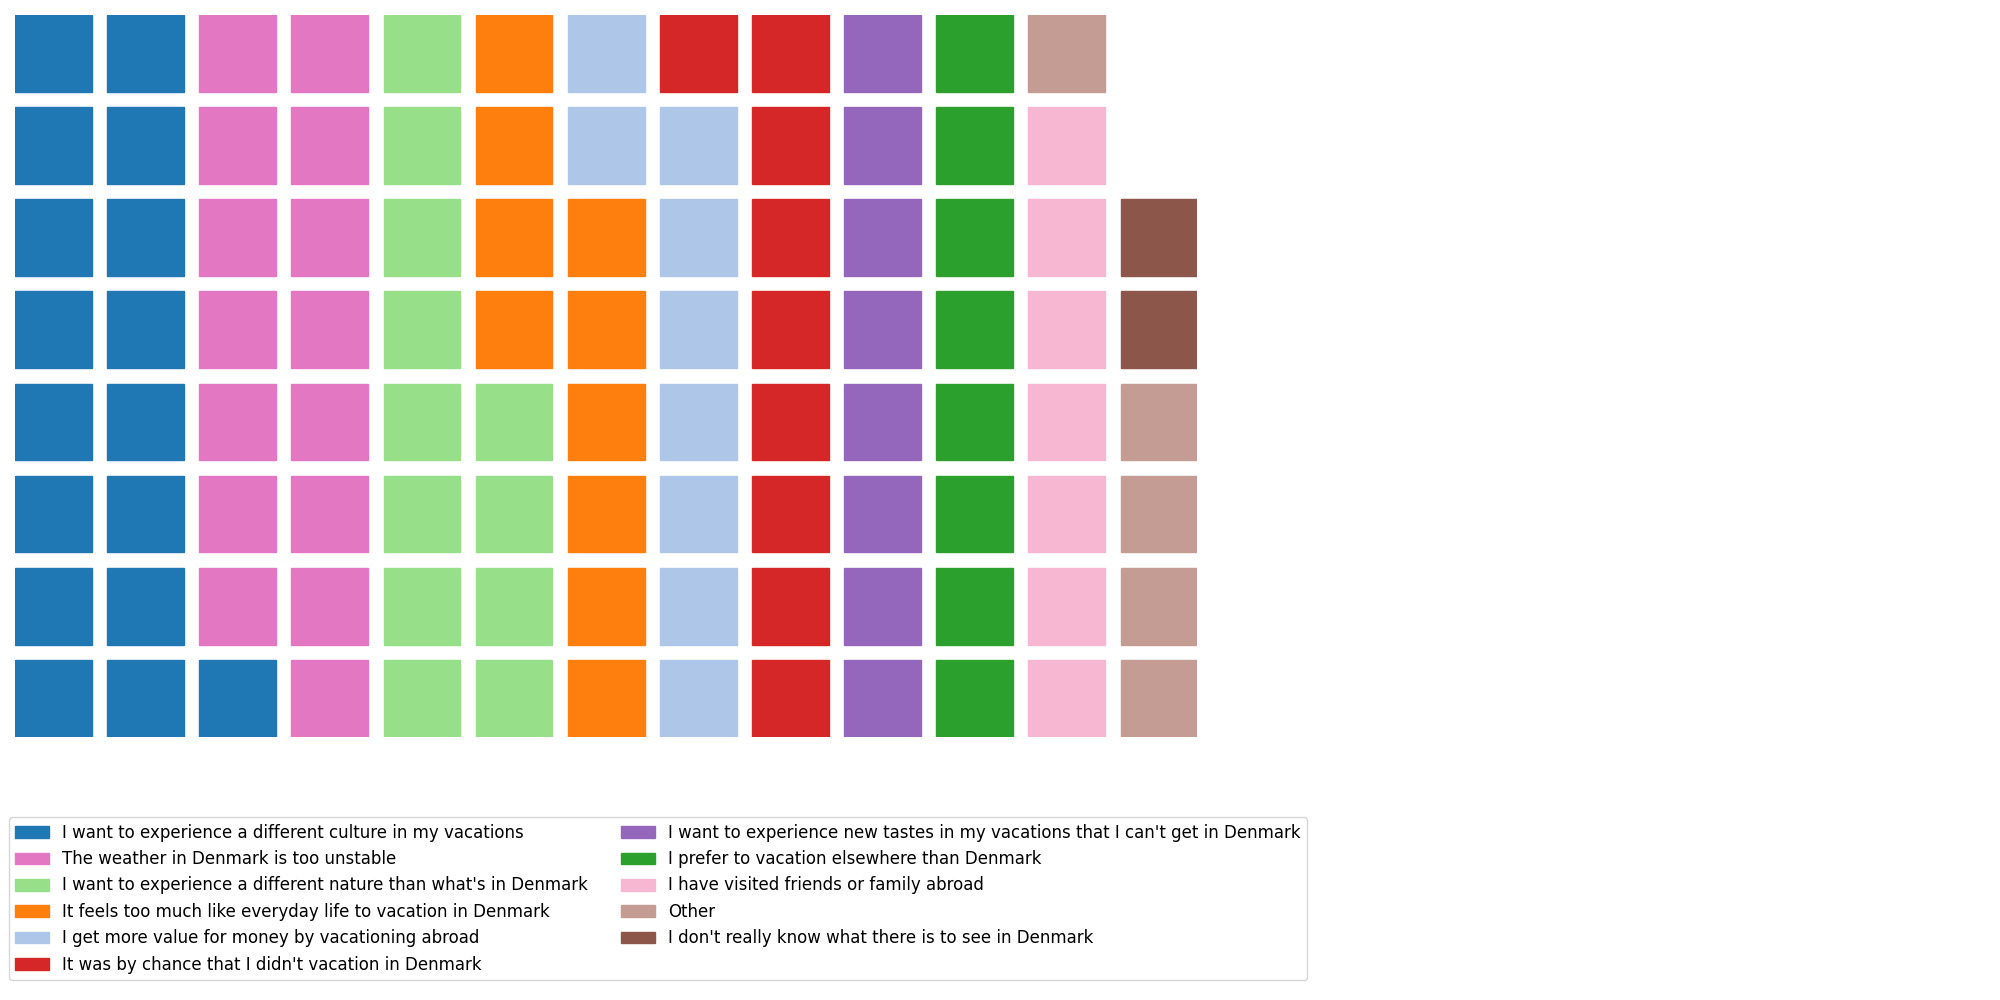 I want to experience a different culture in my vacations
The weather in Denmark is too unstable
I want to experience a different nature than what's in Denmark
It feels too much like everyday life to vacation in Denmark
I get more value for money by vacationing abroad
It was by chance that I didn't vacation in Denmark
I want to experience new tastes in my vacations that I can't get in Denmark
I prefer to vacation elsewhere than Denmark
I have visited friends or family abroad
Other
I don't really know what there is to see in Denmark